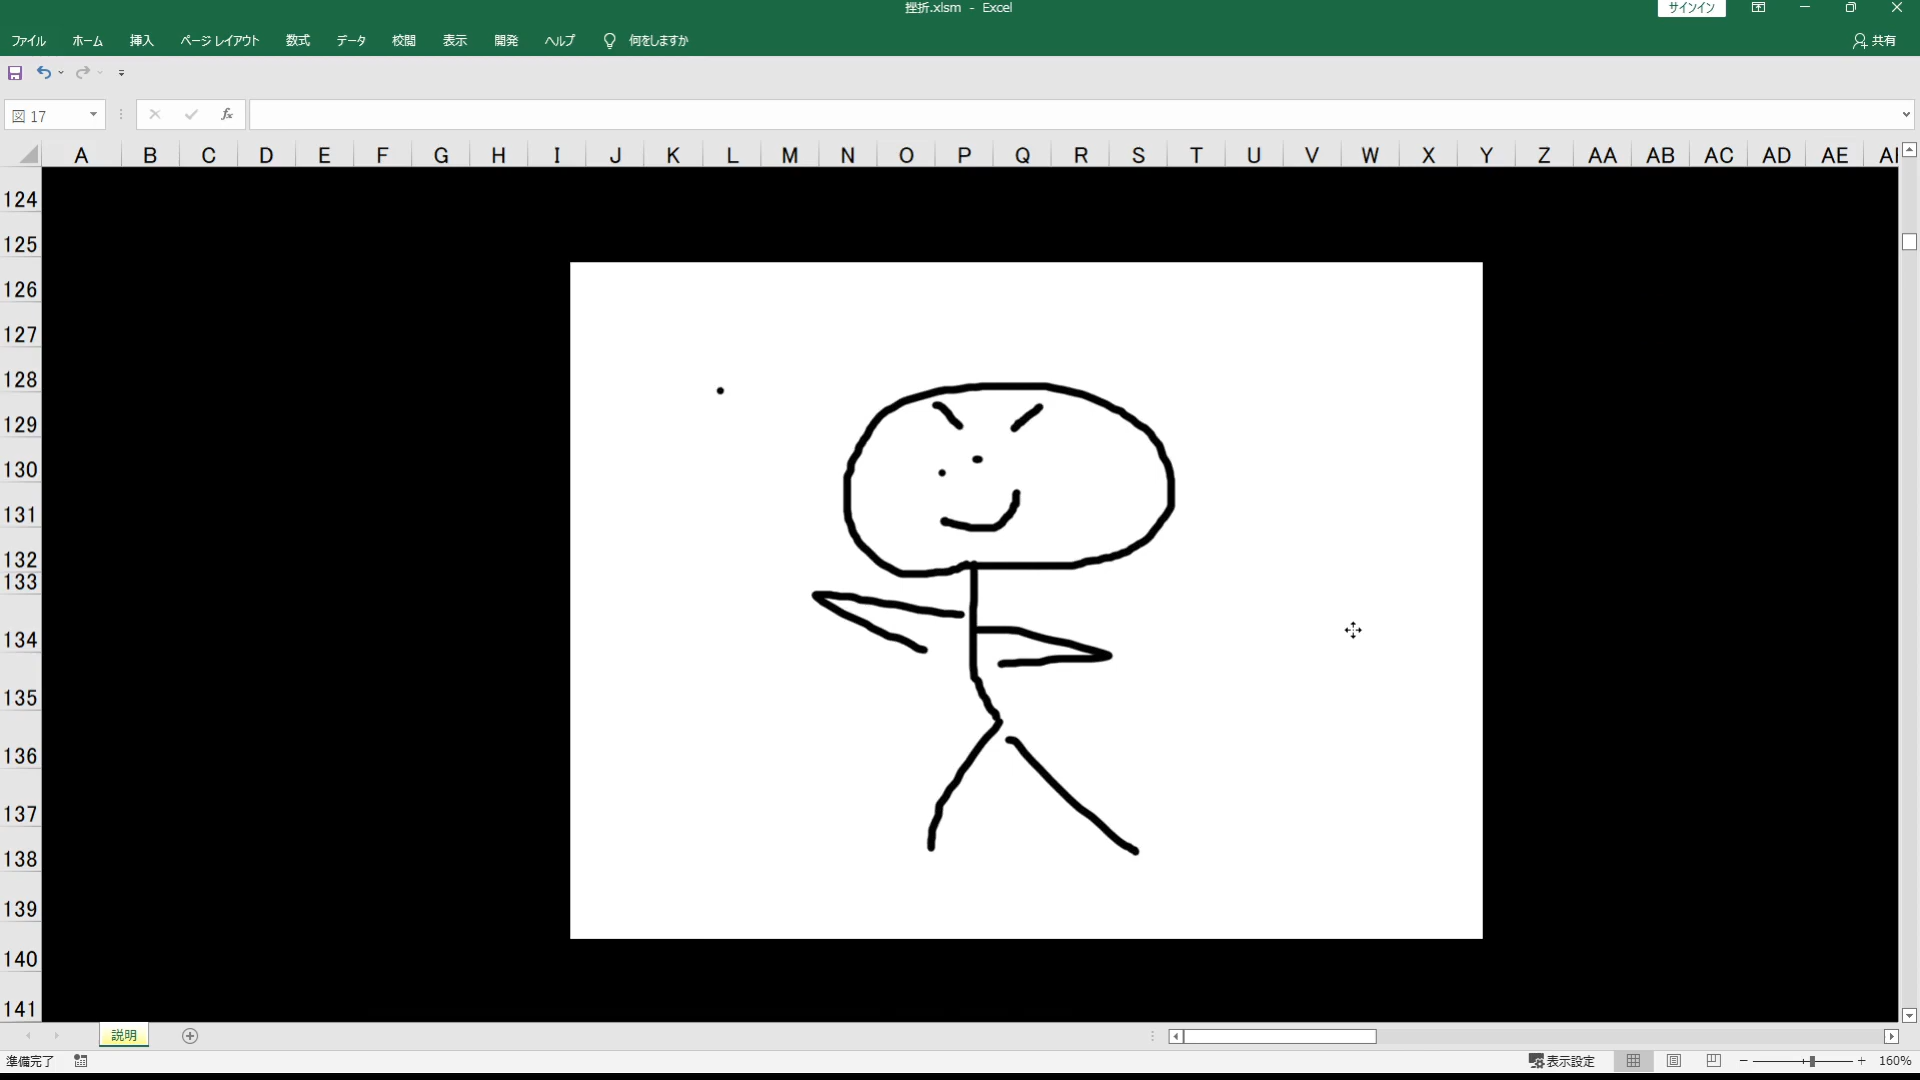 挫折.xlsm - Excel
サインイン
ファイル ホーム 挿入 ページ レイアウト 数式 データ 校閲 表示 開発 ヘルプ 何をしますか 共有
図 17
fx
A B C D E F G H I J K L M N O P Q R S T U V W X Y Z AA AB AC AD AE
124
125
126
127
128
129
130
131
132
133
134
135
136
137
138
139
140
141
説明
準備完了 表示設定 160%